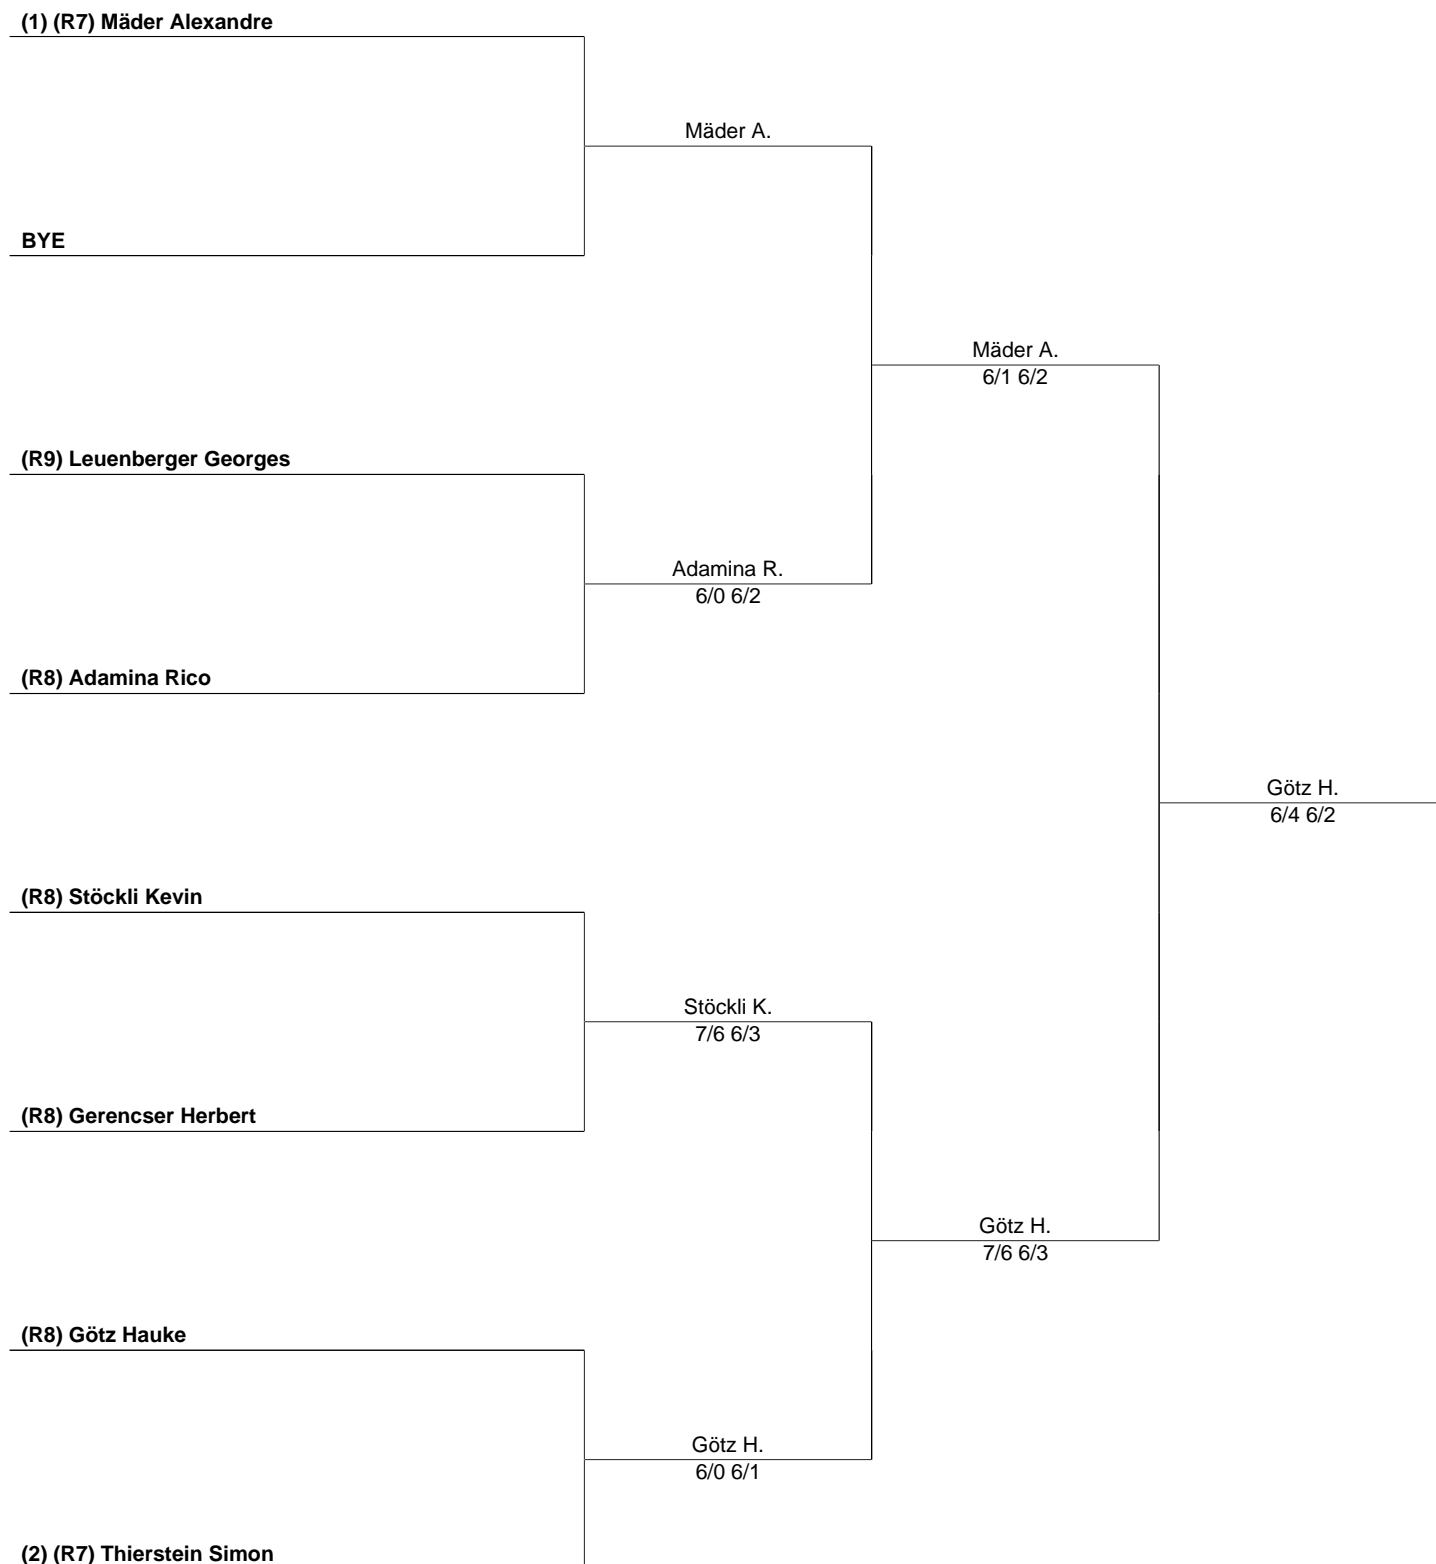 (1) (R7) Mäder Alexandre
Mäder A.
BYE
Mäder A.
6/1 6/2
(R9) Leuenberger Georges
Adamina R.
6/0 6/2
(R8) Adamina Rico
Götz H.
6/4 6/2
(R8) Stöckli Kevin
Stöckli K.
7/6 6/3
(R8) Gerencser Herbert
Götz H.
7/6 6/3
(R8) Götz Hauke
Götz H.
6/0 6/1
(2) (R7) Thierstein Simon